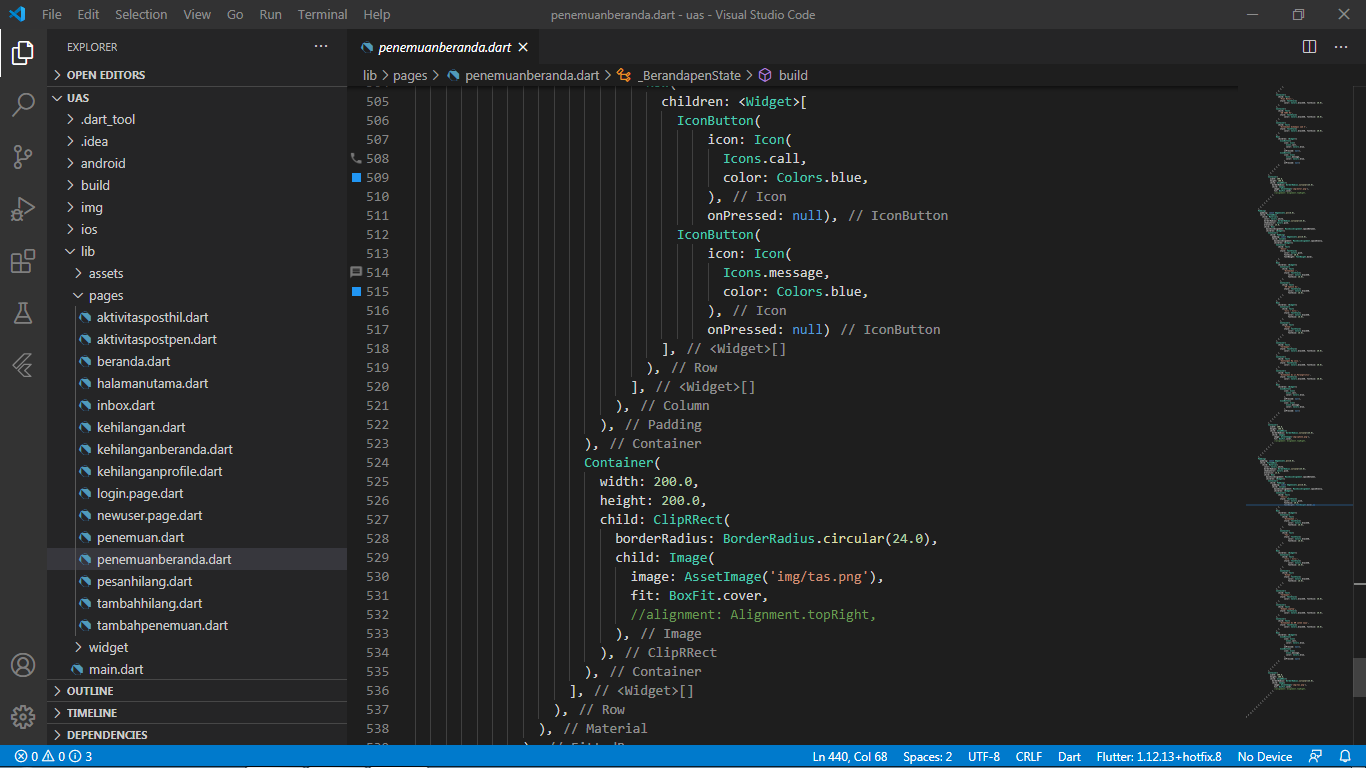 File Edit Selection View Go Run Terminal Help
penemuanberanda.dart - uas - Visual Studio Code
EXPLORER
OPEN EDITORS
UAS
.dart_tool
.idea
android
build
img
ios
lib
assets
pages
aktivitasposthil.dart
aktivitaspostpen.dart
beranda.dart
halamanutama.dart
inbox.dart
kehilangan.dart
kehilanganberanda.dart
kehilanganprofile.dart
login.page.dart
newuser.page.dart
penemuan.dart
penemuanberanda.dart
pesanhilang.dart
tambahhilang.dart
tambahpenemuan.dart
widget
main.dart
OUTLINE
TIMELINE
DEPENDENCIES
penemuanberanda.dart
lib > pages > penemuanberanda.dart > _BerandapenState > build
505 children: <Widget>[
506 IconButton(
507 icon: Icon(
508 Icons.call,
509 color: Colors.blue,
510 ), // Icon
511 onPressed: null), // IconButton
512 IconButton(
513 icon: Icon(
514 Icons.message,
515 color: Colors.blue,
516 ), // Icon
517 onPressed: null) // IconButton
518 ], // <Widget>[]
519 ), // Row
520 ], // <Widget>[]
521 ), // Column
522 ), // Padding
523 ), // Container
524 Container(
525 width: 200.0,
526 height: 200.0,
527 child: ClipRRect(
528 borderRadius: BorderRadius.circular(24.0),
529 child: Image(
530 image: AssetImage('img/tas.png'),
531 fit: BoxFit.cover,
532 //alignment: Alignment.topRight,
533 ), // Image
534 ), // ClipRRect
535 ), // Container
536 ], // <Widget>[]
537 ), // Row
538 ), // Material
0 0 3
Ln 440, Col 68 Spaces: 2 UTF-8 CRLF Dart Flutter: 1.12.13+hotfix.8 No Device